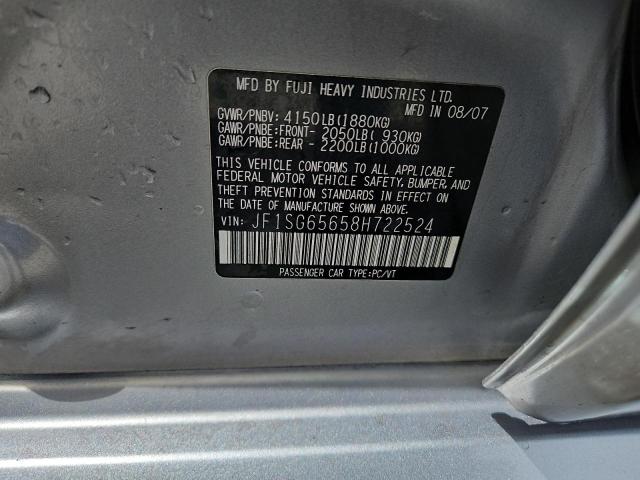 MFD BY FUJI HEAVY INDUSTRIES LTD.
MFD IN 08/07
GVWR/PNBV: 4150LB(1880KG)
GAWR/PNBE:FRONT- 2050LB( 930KG)
GAWR/PNBE:REAR - 2200LB(1000KG)
THIS VEHICLE CONFORMS TO ALL APPLICABLE
FEDERAL MOTOR VEHICLE SAFETY, BUMPER, AND
THEFT PREVENTION STANDARDS IN EFFECT ON
THE DATE OF MANUFACTURE SHOWN ABOVE.
VIN: JF1SG65658H722524
PASSENGER CAR TYPE:PC/VT